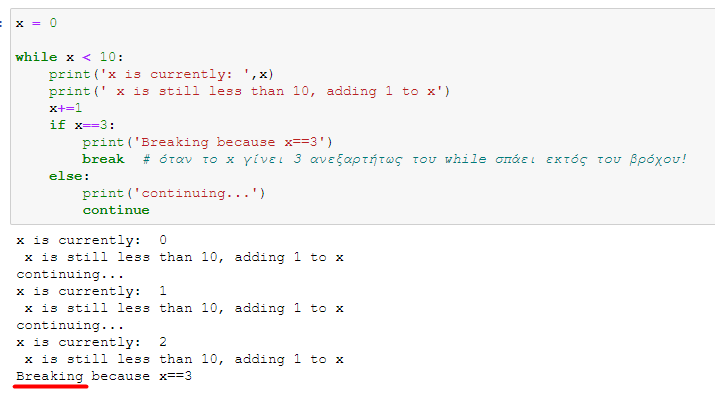 : x = 0
while x < 10:
    print('x is currently: ',x)
    print(' x is still less than 10, adding 1 to x')
    x+=1
    if x==3:
        print('Breaking because x==3')
        break  # όταν το x γίνει 3 ανεξαρτήτως του while σπάει εκτός του βρόχου!
    else:
        print('continuing...')
        continue
x is currently:  0
 x is still less than 10, adding 1 to x
continuing...
x is currently:  1
 x is still less than 10, adding 1 to x
continuing...
x is currently:  2
 x is still less than 10, adding 1 to x
Breaking because x==3